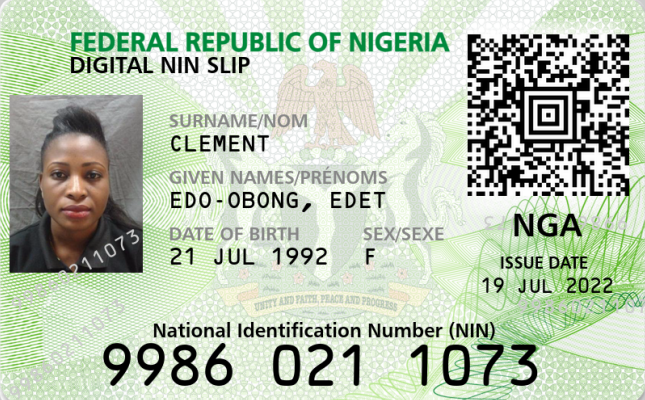 FEDERAL REPUBLIC OF NIGERIA
DIGITAL NIN SLIP
SURNAME/NOM
CLEMENT
GIVEN NAMES/PRÉNOMS
EDO-OBONG, EDET
DATE OF BIRTH SEX/SEXE
21 JUL 1992 F
NGA
ISSUE DATE
19 JUL 2022
UNITY AND FAITH, PEACE AND PROGRESS
National Identification Number (NIN)
9986 021 1073